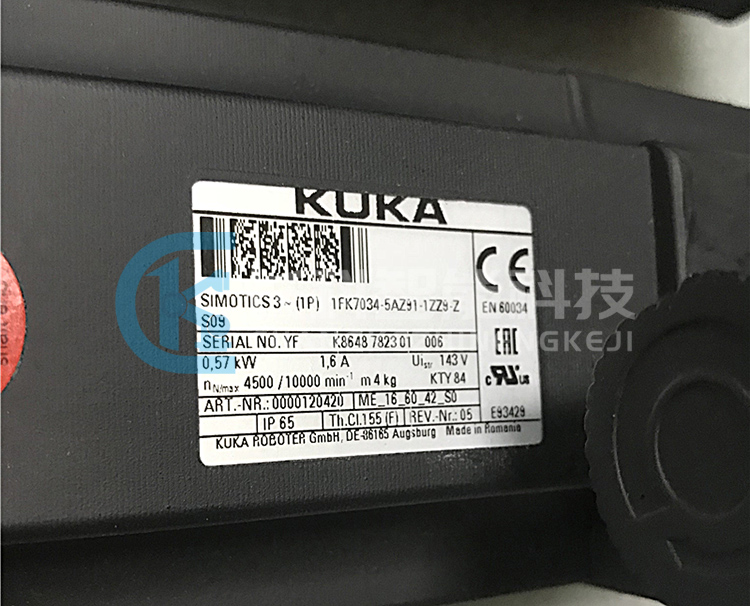 KUKA
SIMOTICS 3 ~ (1P) 1FK7034-5AZ91-1ZZ9-Z
S09
EN 60034
SERIAL NO. YF K8648 7823 01 006
EAC
0,57 kW 1,6 A UiStr 143 V
nN/max 4500 / 10000 min-1 m 4 kg KTY 84
c RU us
ART.-NR.: 0000120420 ME_16_60_42_S0
E93429
IP 65 Th.Cl.155 (F) REV.-Nr.: 05
KUKA ROBOTER GmbH, DE-86165 Augsburg Made in Romania
科技
KEJI